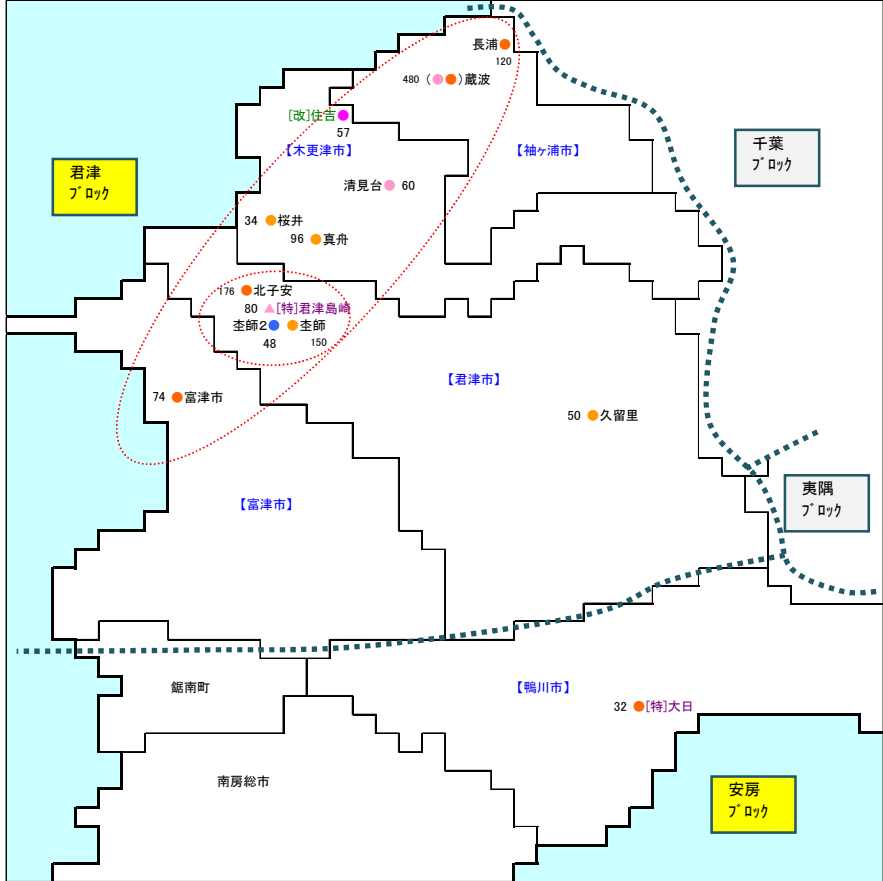 長浦
120
480 ( )蔵波
[改]住吉
57
【木更津市】
【袖ヶ浦市】
千葉
ブロック
君津
ブロック
清見台 60
34 桜井
96 真舟
176 北子安
80 [特]君津島崎
杢師2 杢師
48 150
【君津市】
74 富津市
50 久留里
【富津市】
夷隅
ブロック
鋸南町
【鴨川市】
32 [特]大日
南房総市
安房
ブロック